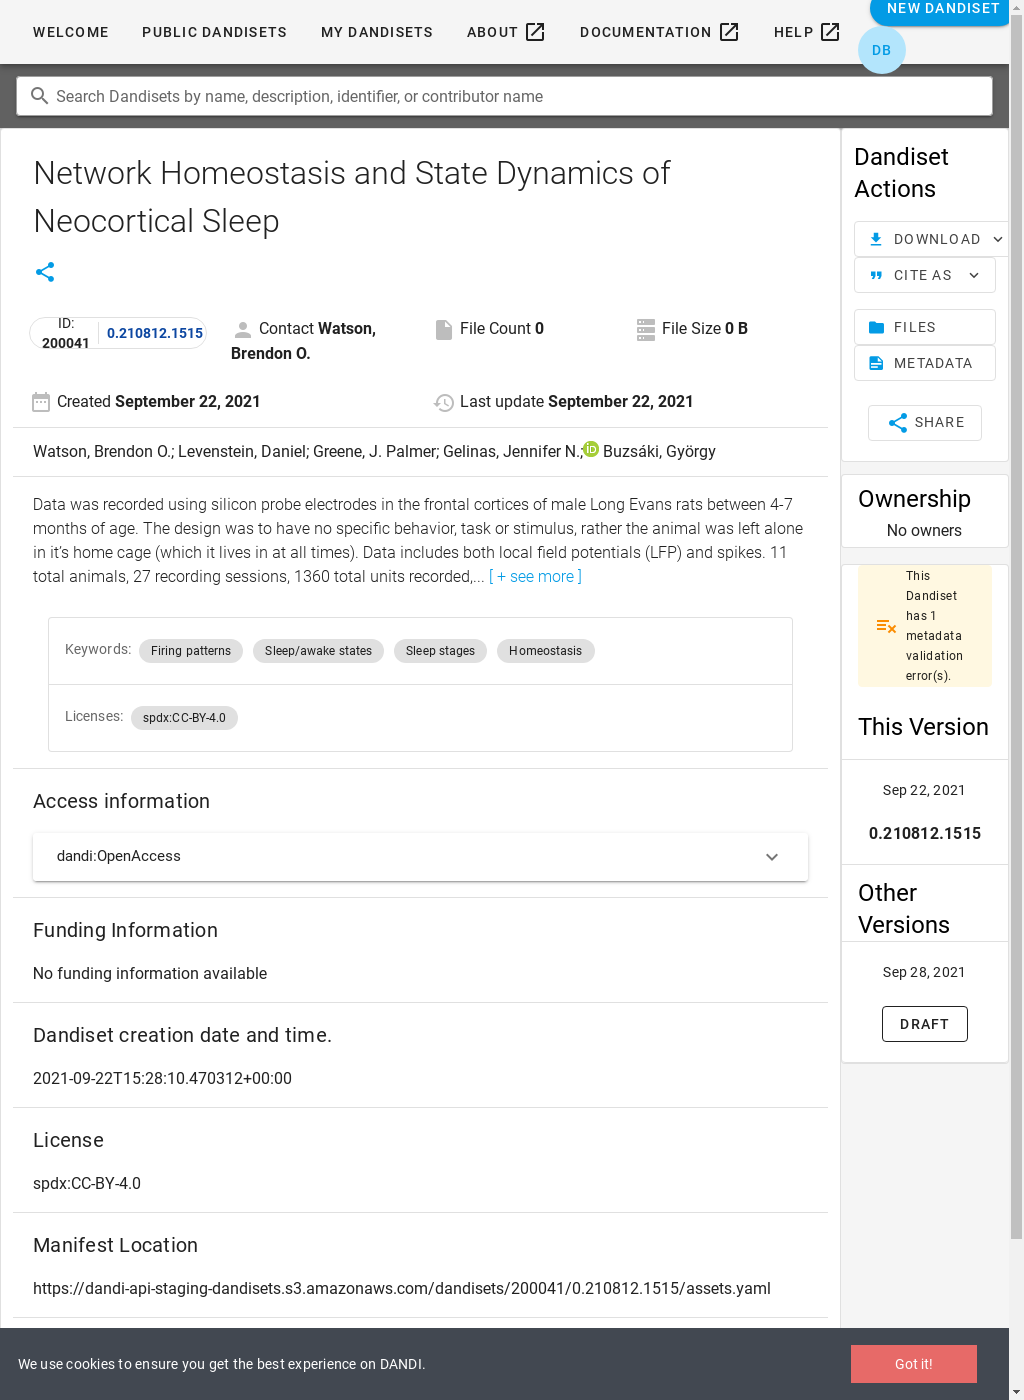 WELCOME PUBLIC DANDISETS MY DANDISETS ABOUT DOCUMENTATION HELP NEW DANDISET
DB
Search Dandisets by name, description, identifier, or contributor name
Network Homeostasis and State Dynamics of
Neocortical Sleep
ID:
200041
0.210812.1515
Contact Watson,
Brendon O.
File Count 0
File Size 0 B
Created September 22, 2021
Last update September 22, 2021
Watson, Brendon O.; Levenstein, Daniel; Greene, J. Palmer; Gelinas, Jennifer N.; iD Buzsáki, György
Data was recorded using silicon probe electrodes in the frontal cortices of male Long Evans rats between 4-7
months of age. The design was to have no specific behavior, task or stimulus, rather the animal was left alone
in it’s home cage (which it lives in at all times). Data includes both local field potentials (LFP) and spikes. 11
total animals, 27 recording sessions, 1360 total units recorded,... [ + see more ]
Keywords: Firing patterns Sleep/awake states Sleep stages Homeostasis
Licenses: spdx:CC-BY-4.0
Access information
dandi:OpenAccess
Funding Information
No funding information available
Dandiset creation date and time.
2021-09-22T15:28:10.470312+00:00
License
spdx:CC-BY-4.0
Manifest Location
https://dandi-api-staging-dandisets.s3.amazonaws.com/dandisets/200041/0.210812.1515/assets.yaml
Dandiset
Actions
DOWNLOAD
CITE AS
FILES
METADATA
SHARE
Ownership
No owners
This
Dandiset
has 1
metadata
validation
error(s).
This Version
Sep 22, 2021
0.210812.1515
Other
Versions
Sep 28, 2021
DRAFT
We use cookies to ensure you get the best experience on DANDI.
Got it!